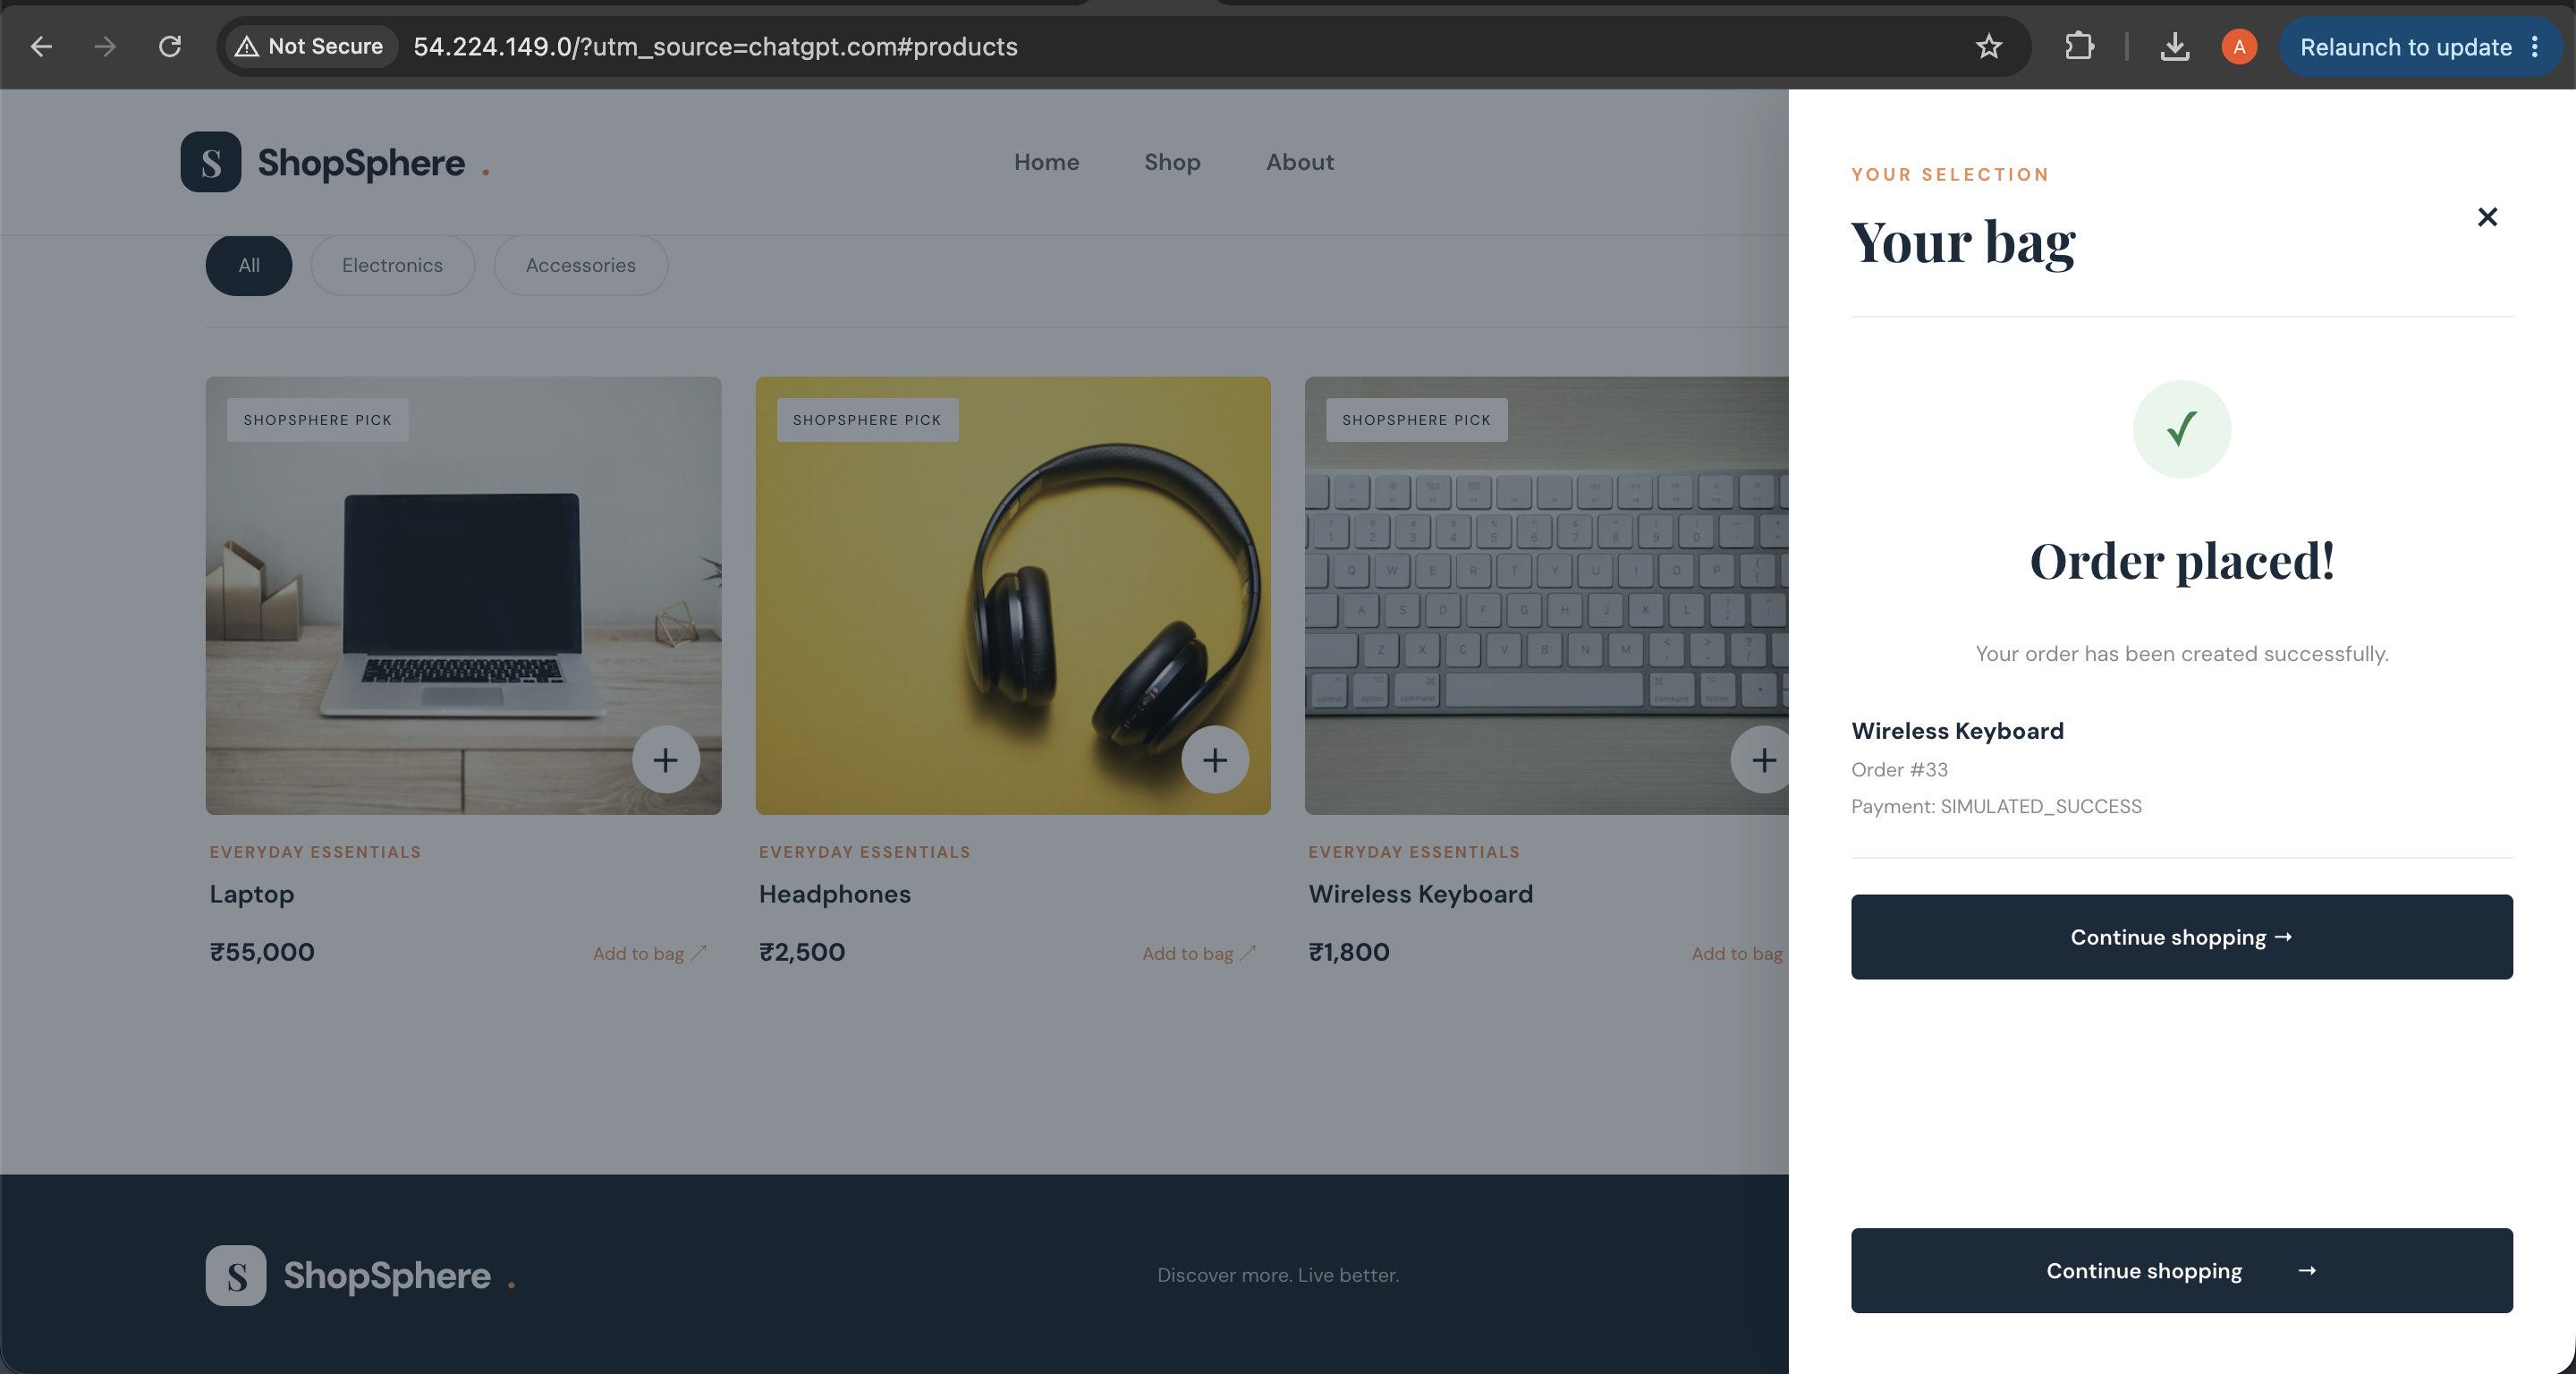 Not Secure
54.224.149.0/?utm_source=chatgpt.com#products
A
Relaunch to update
S
ShopSphere .
Home
Shop
About
All
Electronics
Accessories
SHOPSPHERE PICK
SHOPSPHERE PICK
SHOPSPHERE PICK
EVERYDAY ESSENTIALS
Laptop
₹55,000
Add to bag ↗
EVERYDAY ESSENTIALS
Headphones
₹2,500
Add to bag ↗
EVERYDAY ESSENTIALS
Wireless Keyboard
₹1,800
Add to bag
S
ShopSphere .
Discover more. Live better.
YOUR SELECTION
Your bag
×
✓
Order placed!
Your order has been created successfully.
Wireless Keyboard
Order #33
Payment: SIMULATED_SUCCESS
Continue shopping →
Continue shopping →